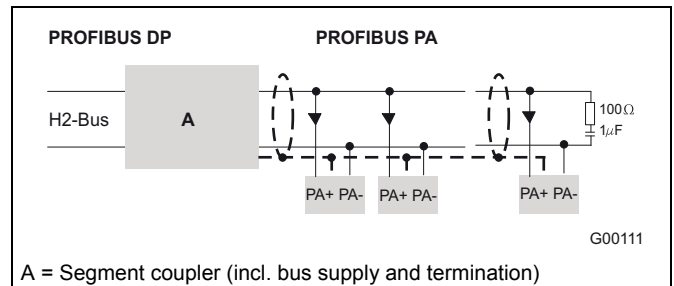 PROFIBUS DP PROFIBUS PA
H2-Bus A
100Ω
1μF
PA+ PA- PA+ PA- PA+ PA-
G00111
A = Segment coupler (incl. bus supply and termination)